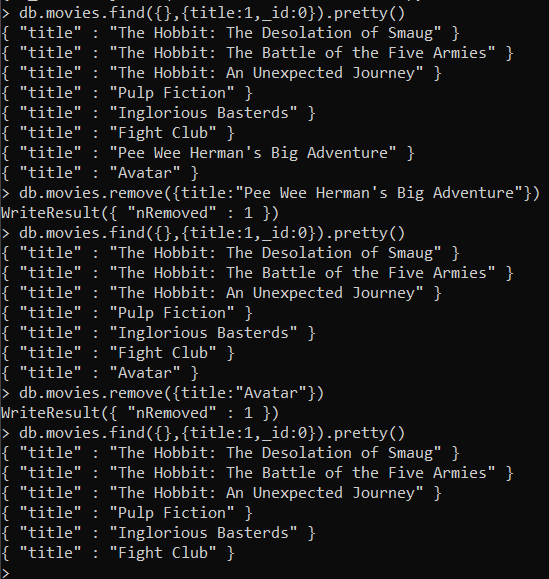 > db.movies.find({},{title:1,_id:0}).pretty()
{ "title" : "The Hobbit: The Desolation of Smaug" }
{ "title" : "The Hobbit: The Battle of the Five Armies" }
{ "title" : "The Hobbit: An Unexpected Journey" }
{ "title" : "Pulp Fiction" }
{ "title" : "Inglorious Basterds" }
{ "title" : "Fight Club" }
{ "title" : "Pee Wee Herman's Big Adventure" }
{ "title" : "Avatar" }
> db.movies.remove({title:"Pee Wee Herman's Big Adventure"})
WriteResult({ "nRemoved" : 1 })
> db.movies.find({},{title:1,_id:0}).pretty()
{ "title" : "The Hobbit: The Desolation of Smaug" }
{ "title" : "The Hobbit: The Battle of the Five Armies" }
{ "title" : "The Hobbit: An Unexpected Journey" }
{ "title" : "Pulp Fiction" }
{ "title" : "Inglorious Basterds" }
{ "title" : "Fight Club" }
{ "title" : "Avatar" }
> db.movies.remove({title:"Avatar"})
WriteResult({ "nRemoved" : 1 })
> db.movies.find({},{title:1,_id:0}).pretty()
{ "title" : "The Hobbit: The Desolation of Smaug" }
{ "title" : "The Hobbit: The Battle of the Five Armies" }
{ "title" : "The Hobbit: An Unexpected Journey" }
{ "title" : "Pulp Fiction" }
{ "title" : "Inglorious Basterds" }
{ "title" : "Fight Club" }
>